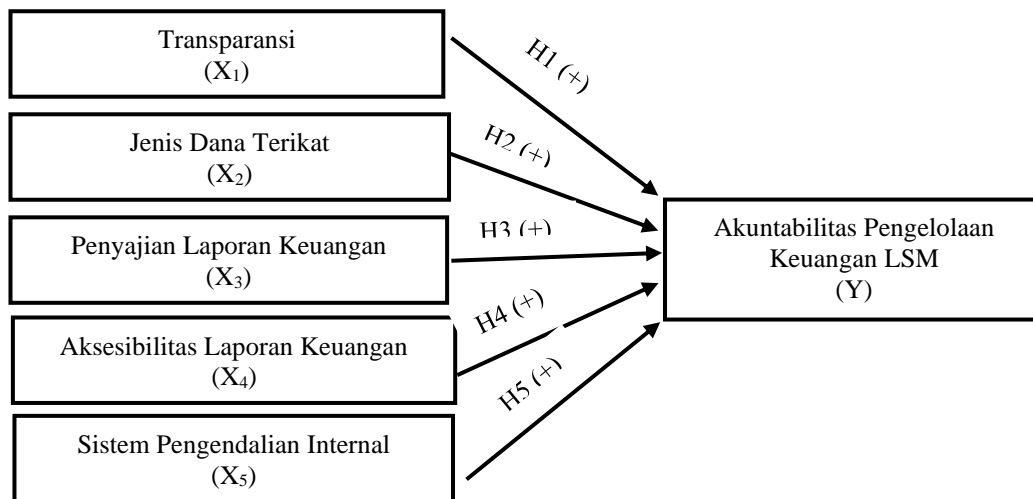 Transparansi
(X₁)
H1 (+)
Jenis Dana Terikat
(X₂)
H2 (+)
Penyajian Laporan Keuangan
(X₃)
H3 (+)
Aksesibilitas Laporan Keuangan
(X₄)
H4 (+)
Sistem Pengendalian Internal
(X₅)
H5 (+)
Akuntabilitas Pengelolaan
Keuangan LSM
(Y)